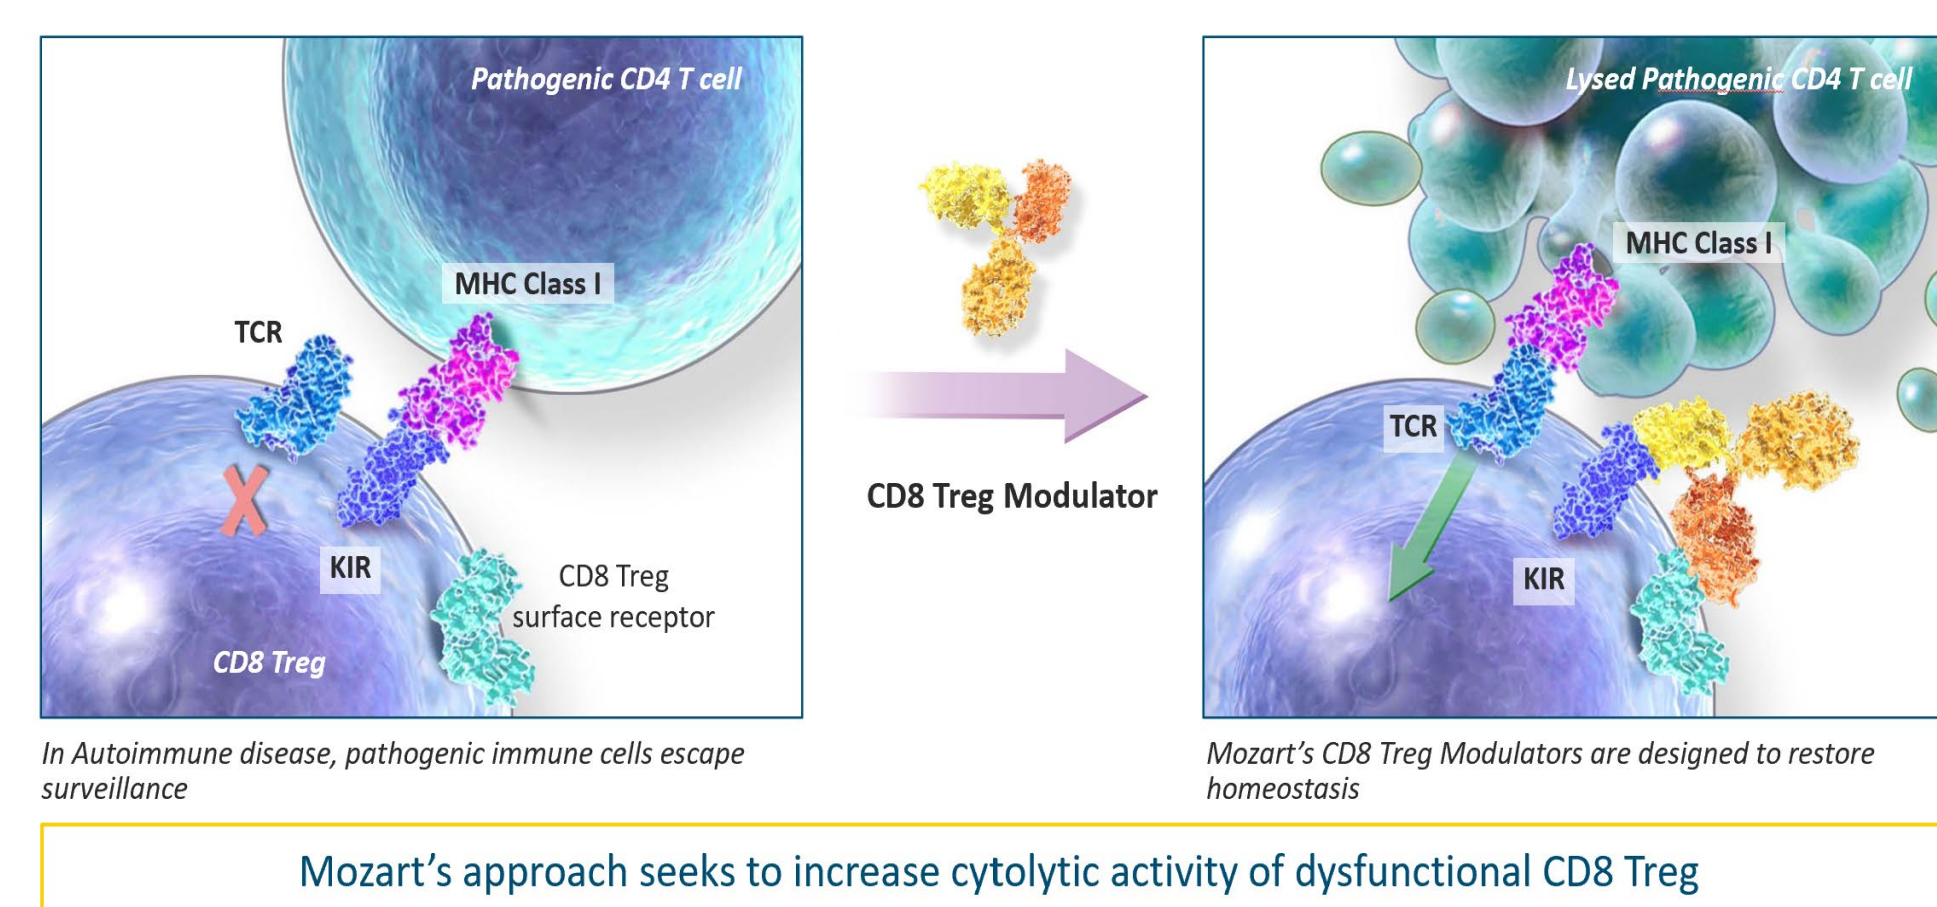 Pathogenic CD4 T cell
MHC Class I
TCR
KIR
CD8 Treg
surface receptor
CD8 Treg
In Autoimmune disease, pathogenic immune cells escape
surveillance
CD8 Treg Modulator
Lysed Pathogenic CD4 T cell
MHC Class I
TCR
KIR
Mozart's CD8 Treg Modulators are designed to restore
homeostasis
Mozart's approach seeks to increase cytolytic activity of dysfunctional CD8 Treg